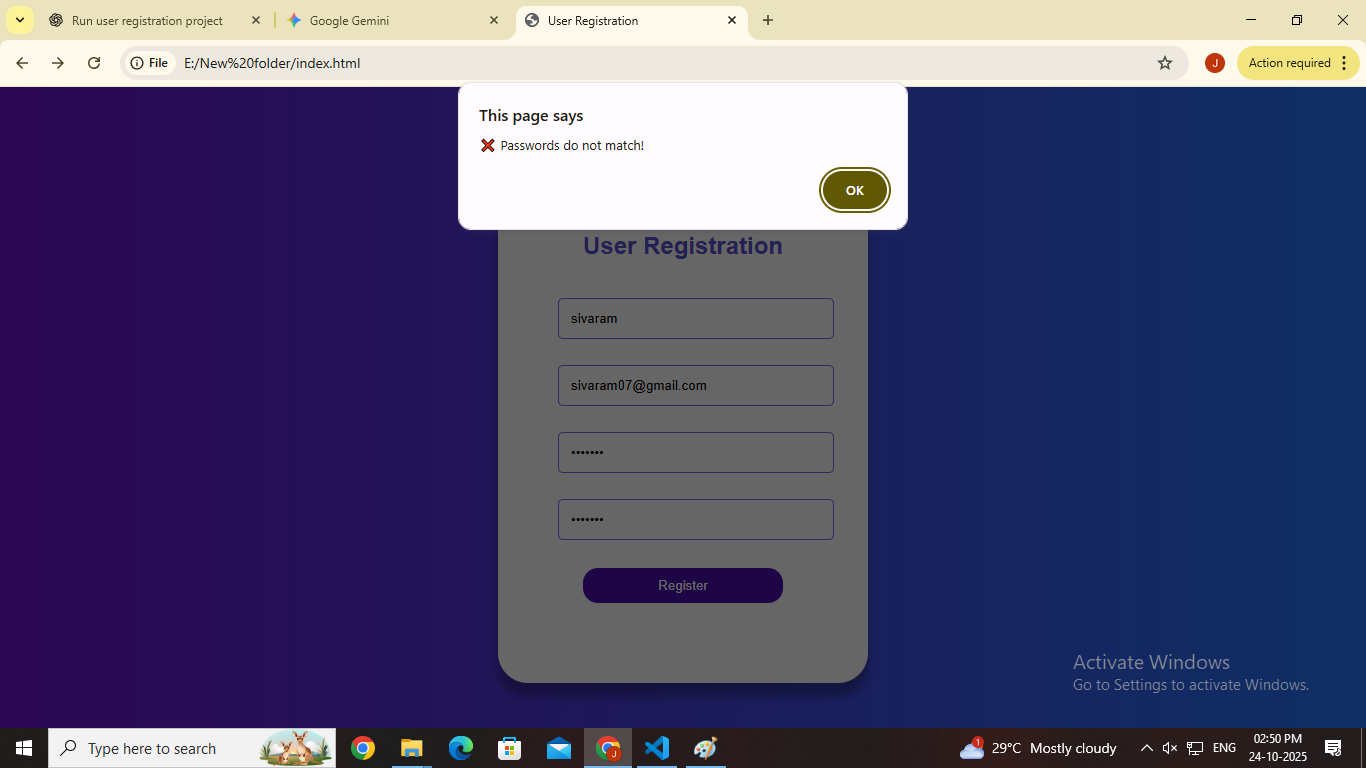 Run user registration project
Google Gemini
User Registration
File
E:/New%20folder/index.html
J
Action required
This page says
❌ Passwords do not match!
OK
User Registration
sivaram
sivaram07@gmail.com
•••••••
•••••••
Register
Activate Windows
Go to Settings to activate Windows.
Type here to search
J
1
29°C Mostly cloudy
ENG
02:50 PM
24-10-2025